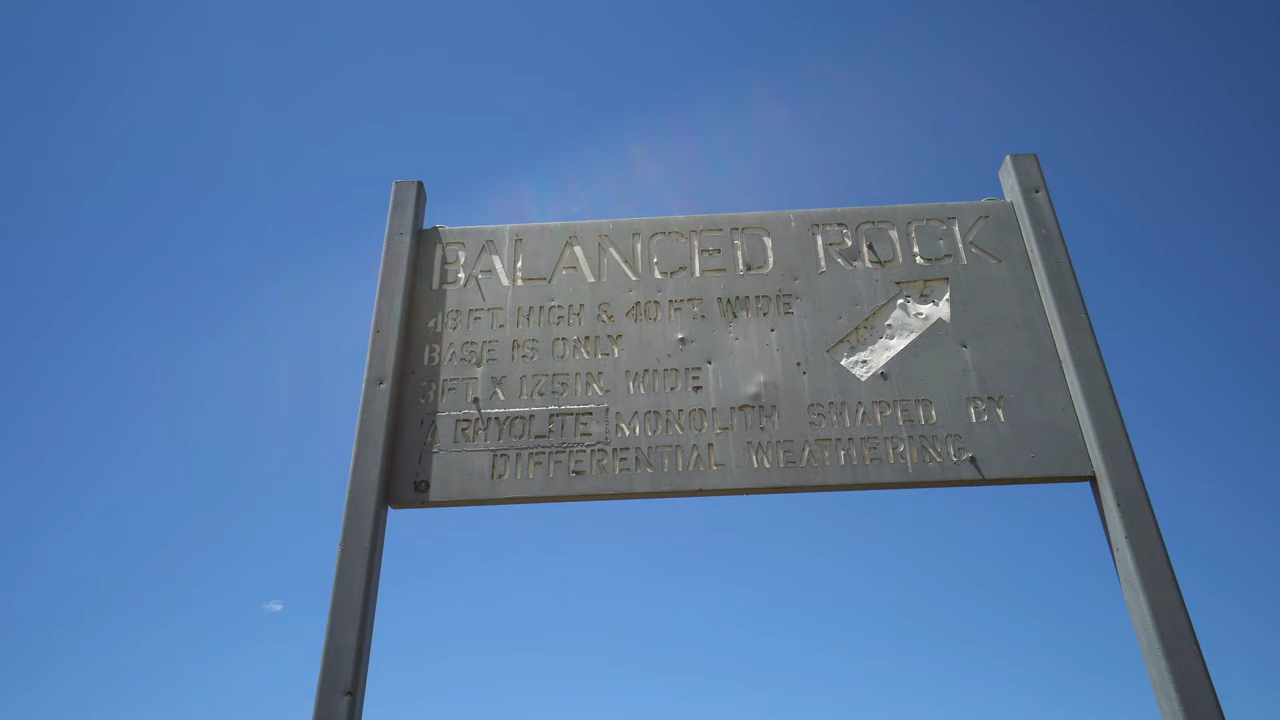 BALANCED ROCK
48 FT. HIGH & 40 FT. WIDE
BASE IS ONLY
3 FT. X 17.5 IN. WIDE
A RHYOLITE MONOLITH SHAPED BY
DIFFERENTIAL WEATHERING.